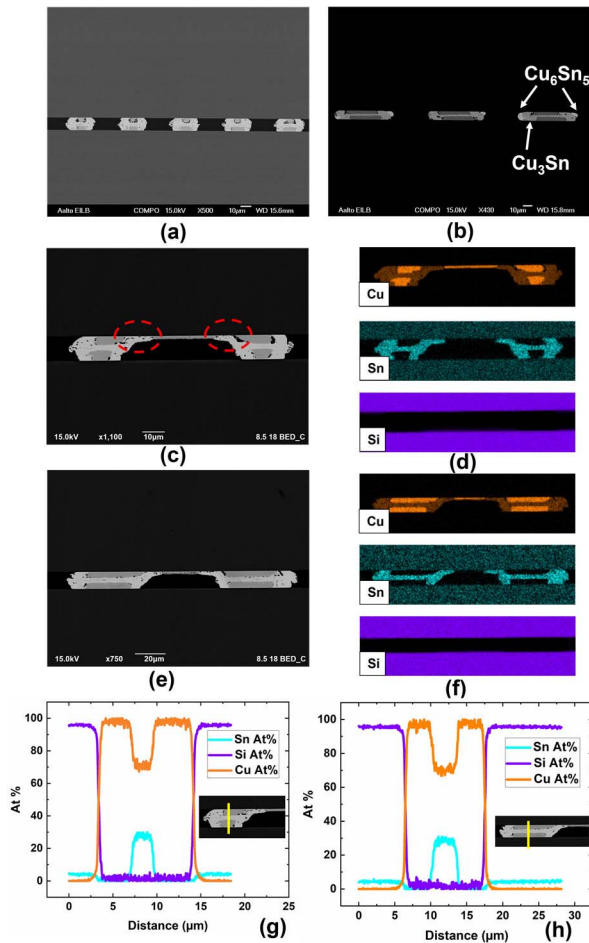 Aalto EILB COMPO 15.0kV X500 10µm WD 15.6mm
(a)
Cu₆Sn₅
Cu₃Sn
Aalto EILB COMPO 15.0kV X430 10µm WD 15.8mm
(b)
15.0kV x1,100 10µm 8.5 18 BED_C
(c)
Cu
Sn
Si
(d)
15.0kV x750 20µm 8.5 18 BED_C
(e)
Cu
Sn
Si
(f)
At %
100
80
60
40
20
0
Sn At%
Si At%
Cu At%
0 5 10 15 20 25
Distance (µm)
(g)
At %
100
80
60
40
20
0
Sn At%
Si At%
Cu At%
0 5 10 15 20 25 30
Distance (µm)
(h)